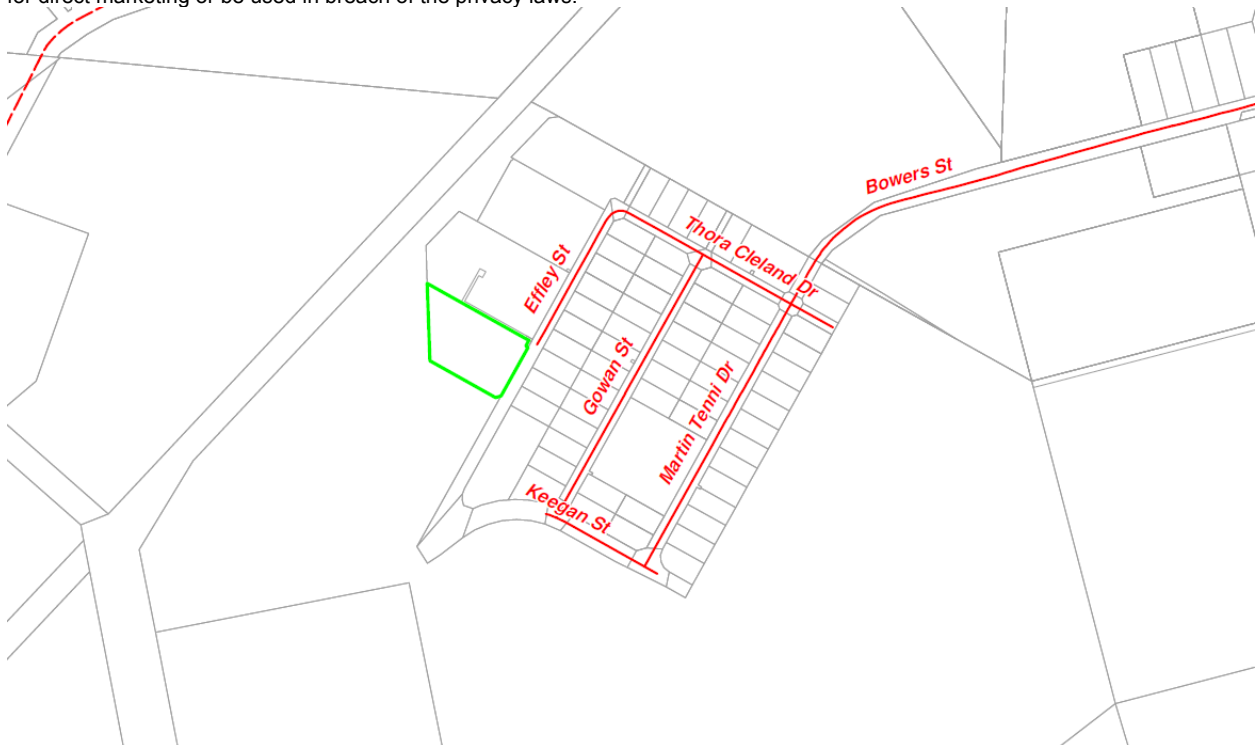 for direct marketing or be used in breach of the privacy laws.
Bowers St
Thora Cleland Dr
Effley St
Gowan St
Martin Tenni Dr
Keegan St